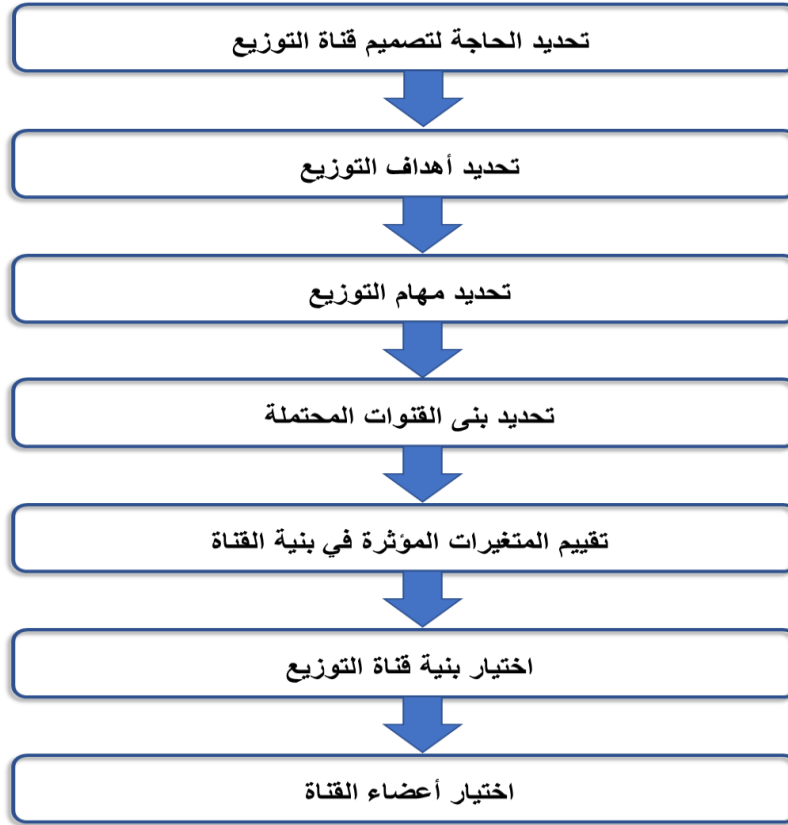 تحديد الحاجة لتصميم قناة التوزيع
تحديد أهداف التوزيع
تحديد مهام التوزيع
تحديد بنى القنوات المحتملة
تقييم المتغيرات المؤثرة في بنية القناة
اختيار بنية قناة التوزيع
اختيار أعضاء القناة